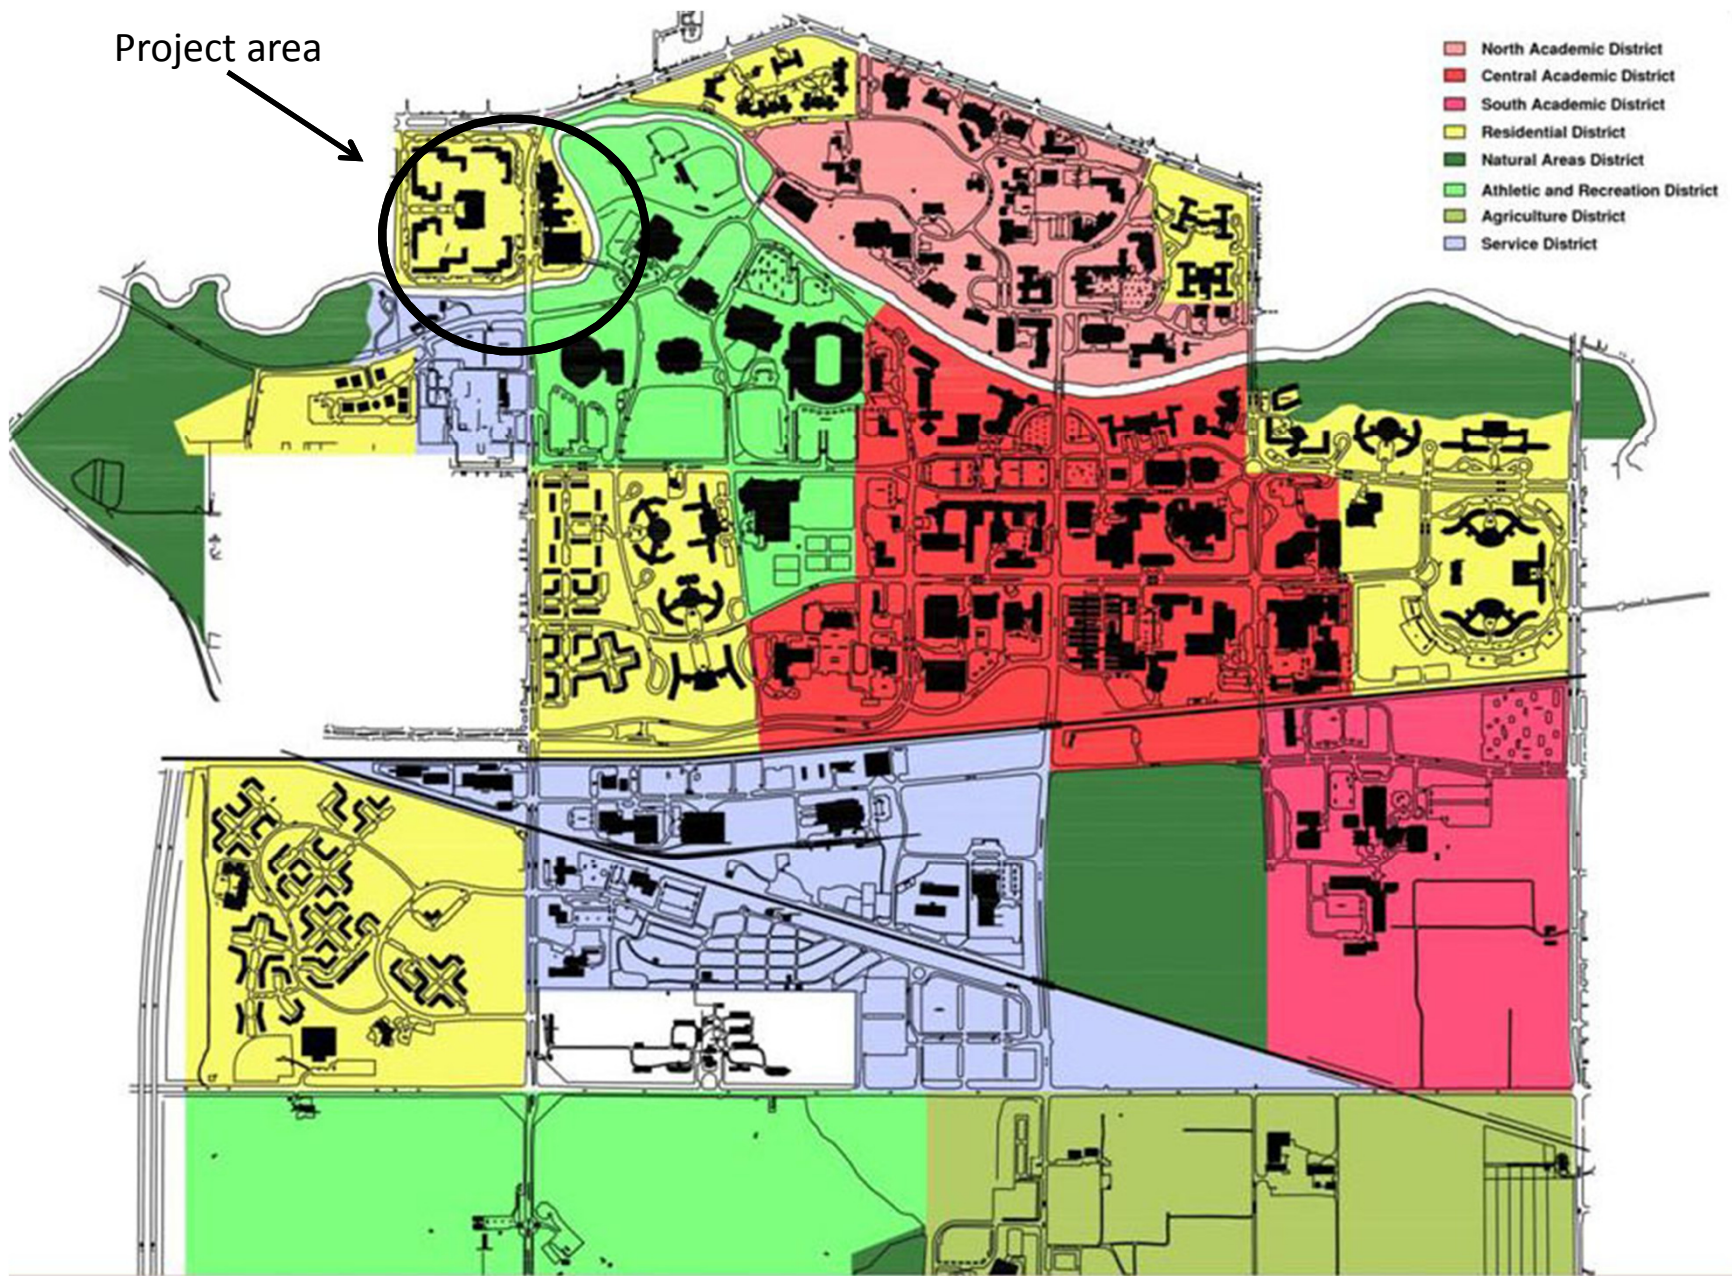 Project area
North Academic District
Central Academic District
South Academic District
Residential District
Natural Areas District
Athletic and Recreation District
Agriculture District
Service District